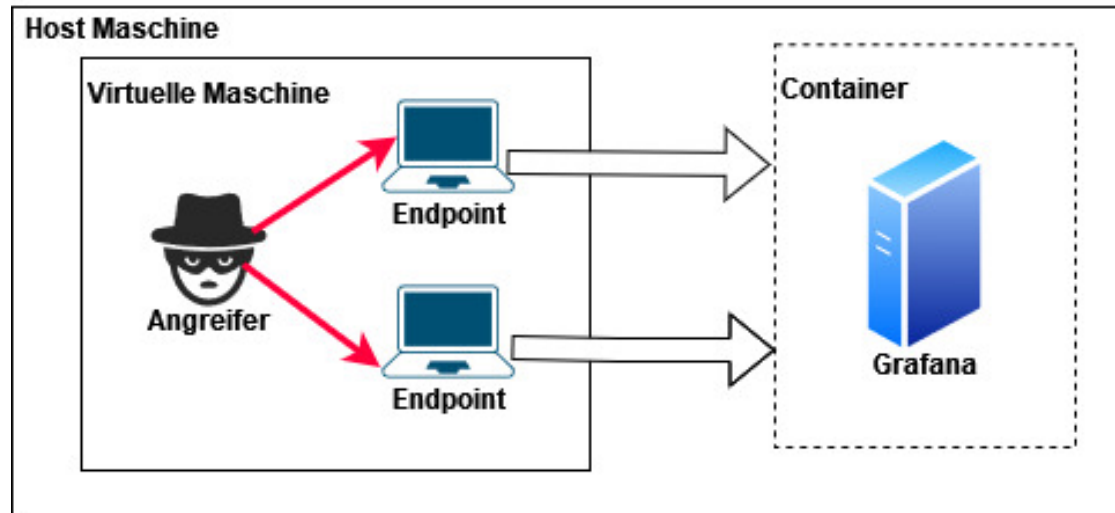 Host Maschine
Virtuelle Maschine
Container
Endpoint
Angreifer
Grafana
Endpoint